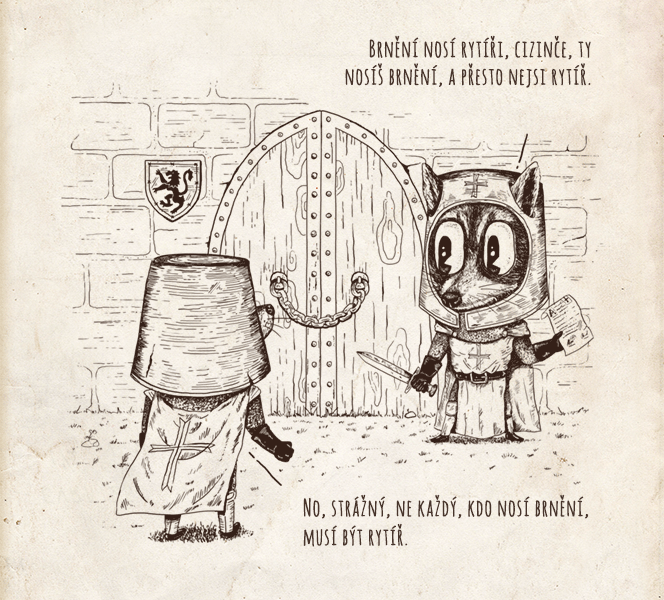 Brnění nosí rytíři, cizinče, ty
nosíš brnění, a přesto nejsi rytíř.
No, strážný, ne každý, kdo nosí brnění,
musí být rytíř.